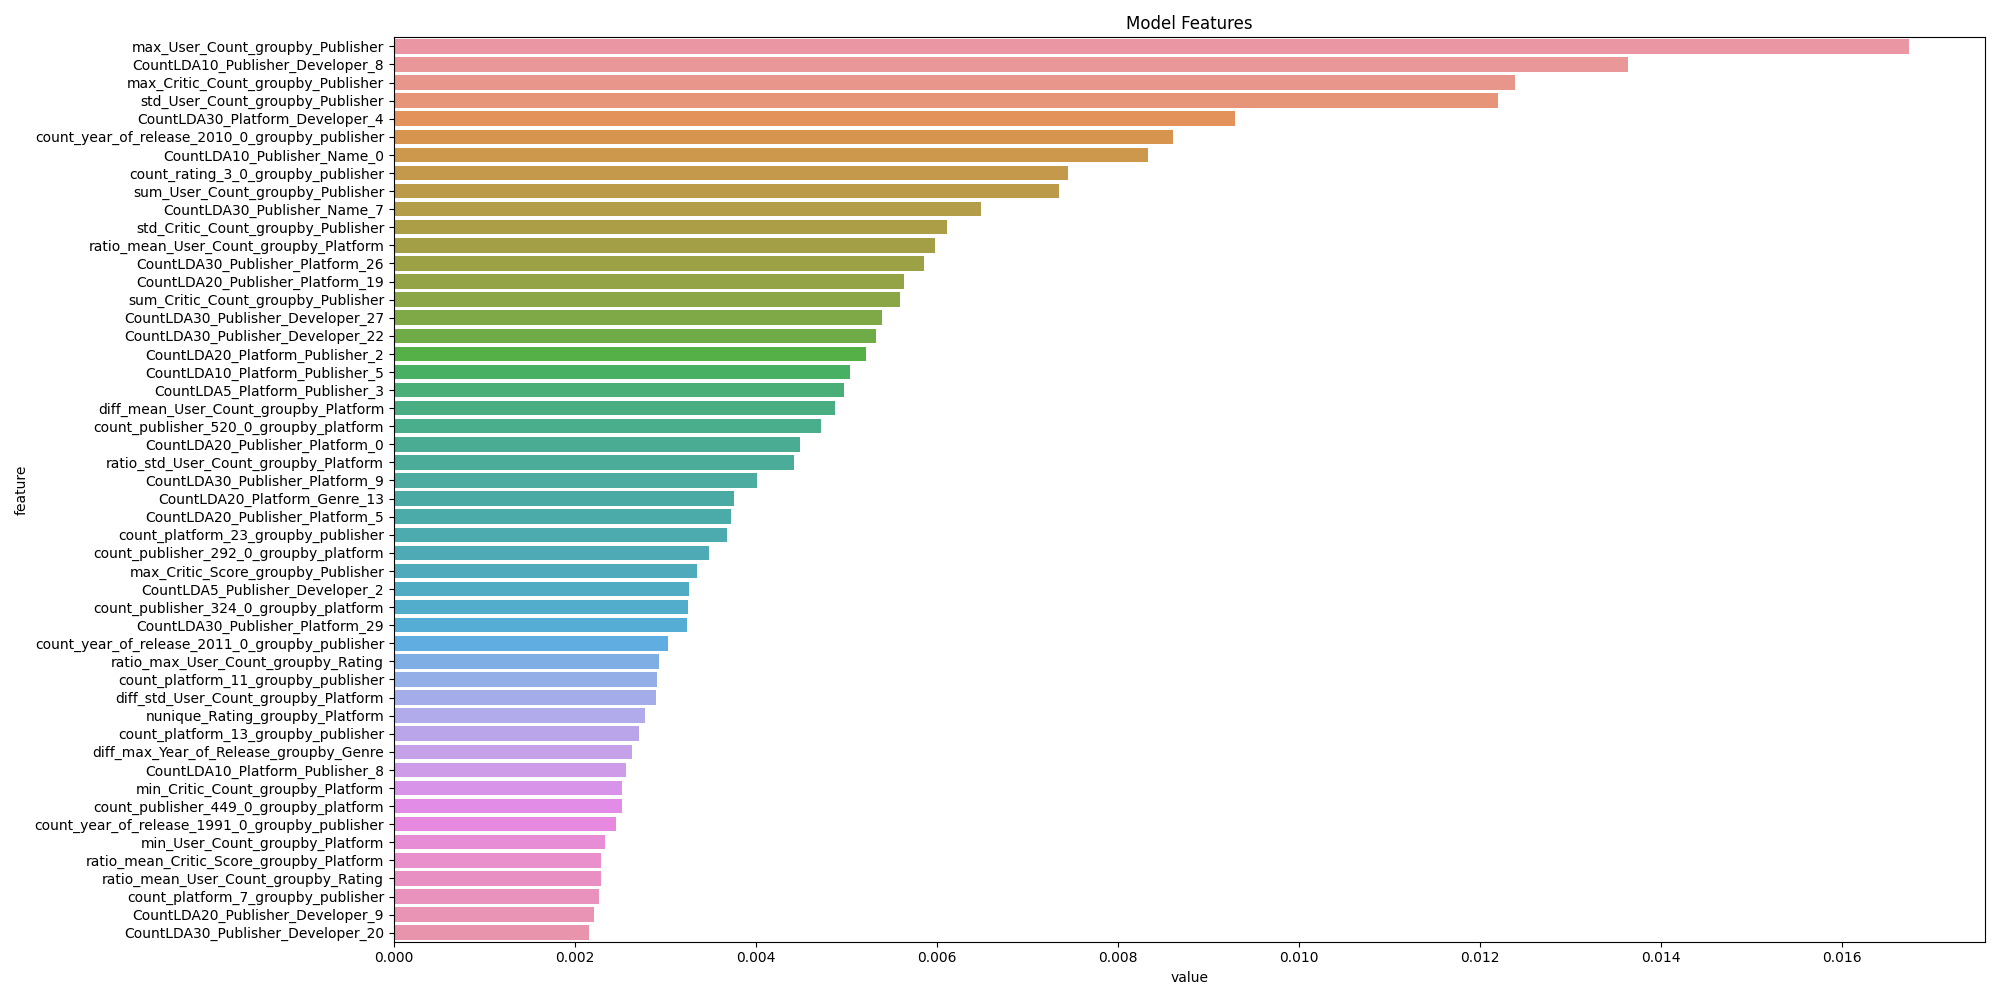 Model Features
max_User_Count_groupby_Publisher
CountLDA10_Publisher_Developer_8
max_Critic_Count_groupby_Publisher
std_User_Count_groupby_Publisher
CountLDA30_Platform_Developer_4
count_year_of_release_2010_0_groupby_publisher
CountLDA10_Publisher_Name_0
count_rating_3_0_groupby_publisher
sum_User_Count_groupby_Publisher
CountLDA30_Publisher_Name_7
std_Critic_Count_groupby_Publisher
ratio_mean_User_Count_groupby_Platform
CountLDA30_Publisher_Platform_26
CountLDA20_Publisher_Platform_19
sum_Critic_Count_groupby_Publisher
CountLDA30_Publisher_Developer_27
CountLDA30_Publisher_Developer_22
CountLDA20_Platform_Publisher_2
CountLDA10_Platform_Publisher_5
CountLDA5_Platform_Publisher_3
diff_mean_User_Count_groupby_Platform
count_publisher_520_0_groupby_platform
CountLDA20_Publisher_Platform_0
ratio_std_User_Count_groupby_Platform
CountLDA30_Publisher_Platform_9
CountLDA20_Platform_Genre_13
CountLDA20_Publisher_Platform_5
count_platform_23_groupby_publisher
count_publisher_292_0_groupby_platform
max_Critic_Score_groupby_Publisher
CountLDA5_Publisher_Developer_2
count_publisher_324_0_groupby_platform
CountLDA30_Publisher_Platform_29
count_year_of_release_2011_0_groupby_publisher
ratio_max_User_Count_groupby_Rating
count_platform_11_groupby_publisher
diff_std_User_Count_groupby_Platform
nunique_Rating_groupby_Platform
count_platform_13_groupby_publisher
diff_max_Year_of_Release_groupby_Genre
CountLDA10_Platform_Publisher_8
min_Critic_Count_groupby_Platform
count_publisher_449_0_groupby_platform
count_year_of_release_1991_0_groupby_publisher
min_User_Count_groupby_Platform
ratio_mean_Critic_Score_groupby_Platform
ratio_mean_User_Count_groupby_Rating
count_platform_7_groupby_publisher
CountLDA20_Publisher_Developer_9
CountLDA30_Publisher_Developer_20
feature
0.000 0.002 0.004 0.006 0.008 0.010 0.012 0.014 0.016
value